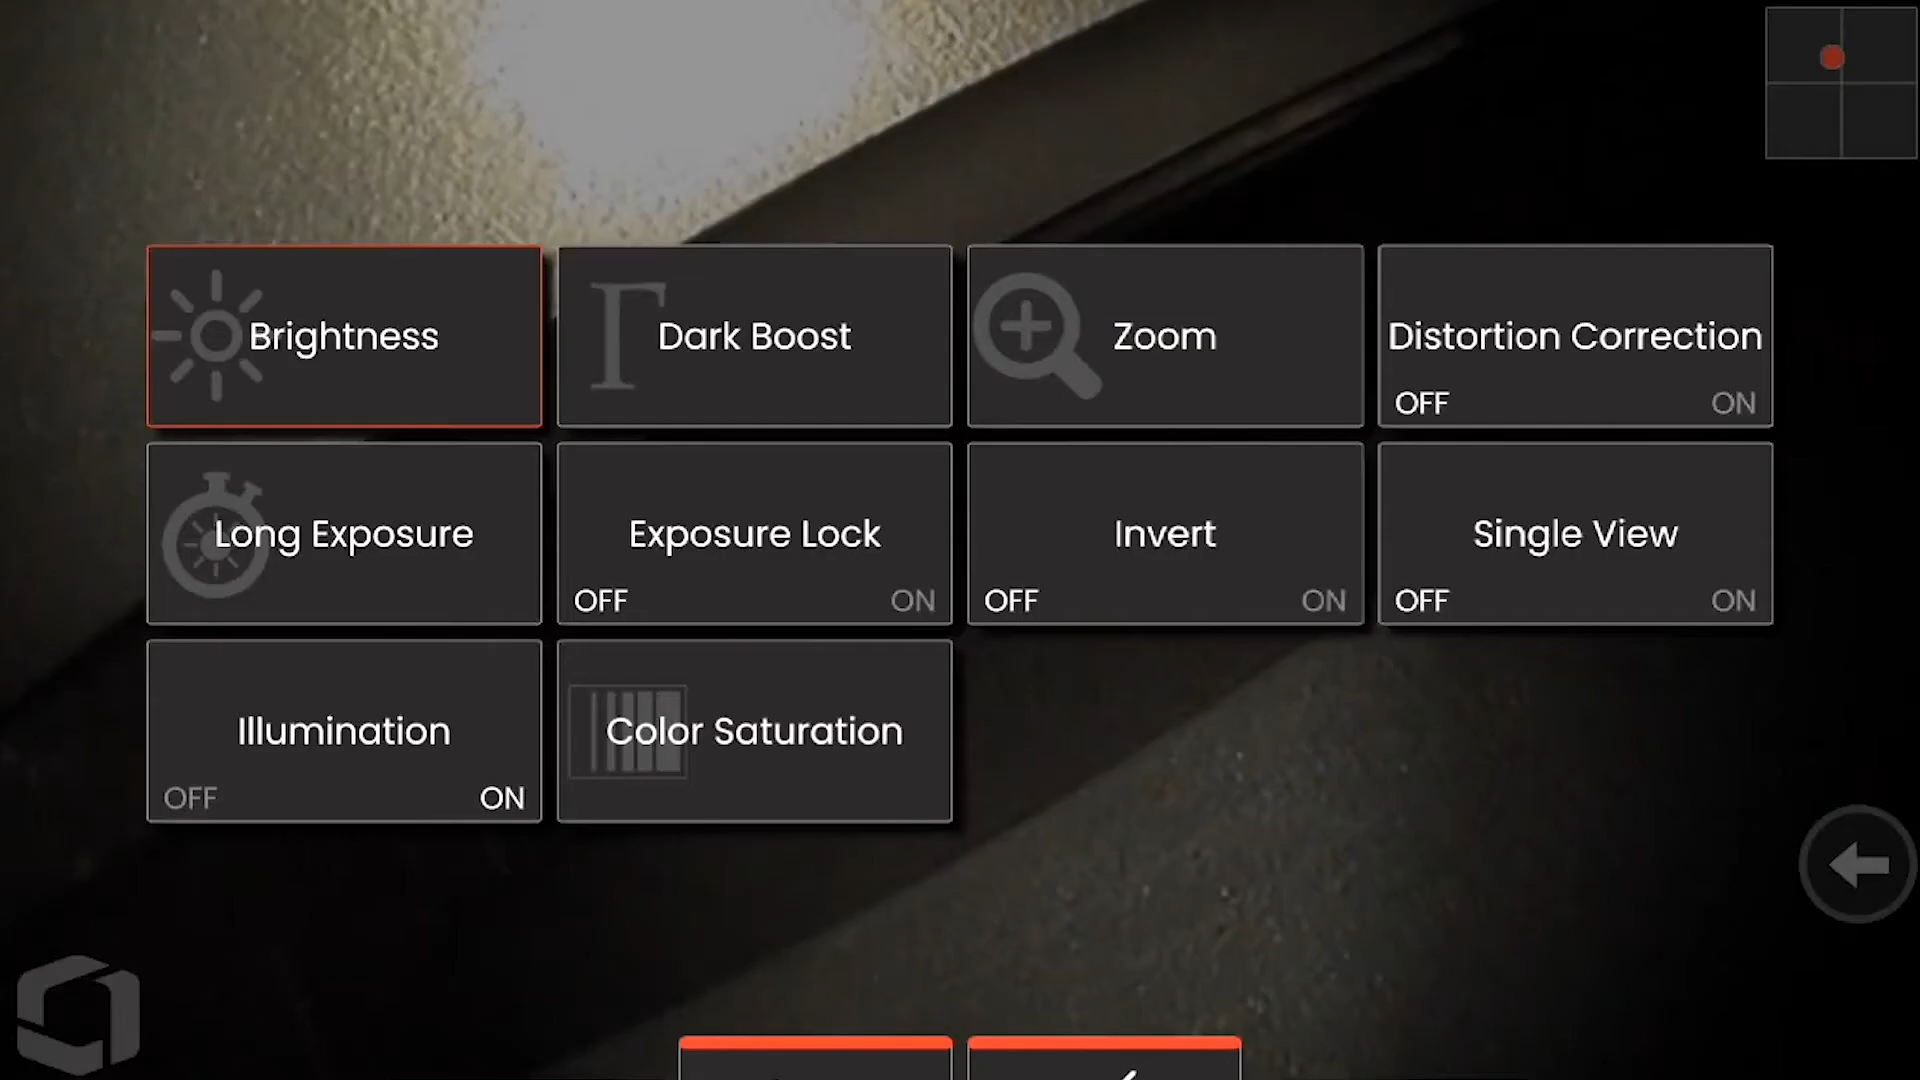 Brightness
Dark Boost
Zoom
Distortion Correction
OFF ON
Long Exposure
Exposure Lock
OFF ON
Invert
OFF ON
Single View
OFF ON
Illumination
OFF ON
Color Saturation